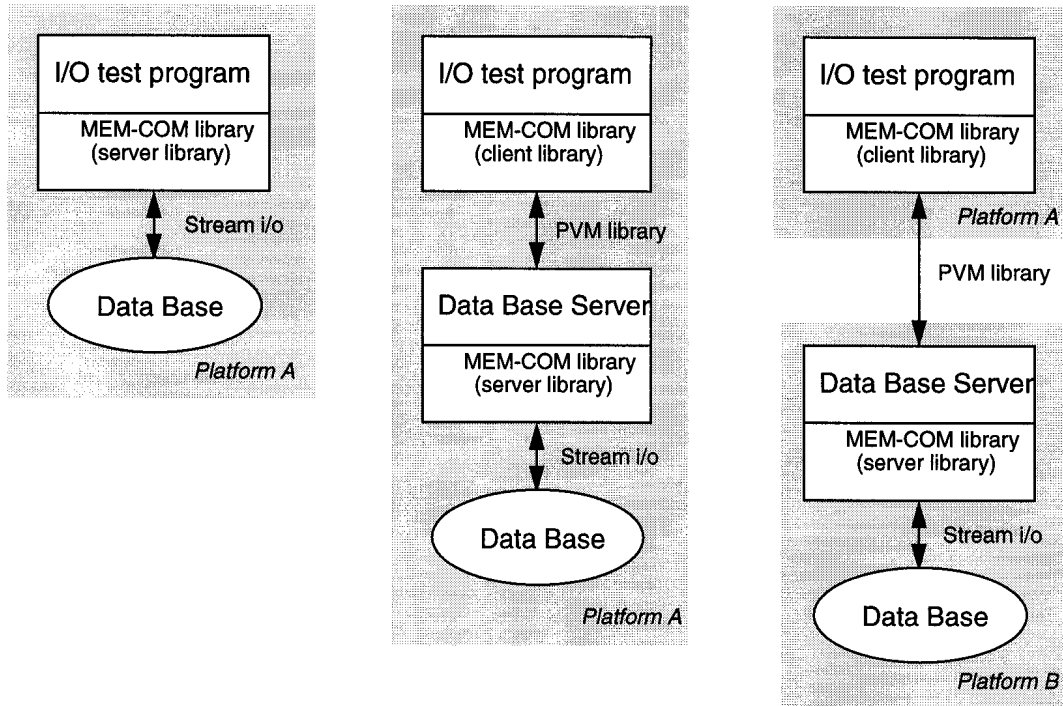 I/O test program
MEM-COM library
(server library)
Stream i/o
Data Base
Platform A
I/O test program
MEM-COM library
(client library)
PVM library
Data Base Server
MEM-COM library
(server library)
Stream i/o
Data Base
Platform A
I/O test program
MEM-COM library
(client library)
Platform A
PVM library
Data Base Server
MEM-COM library
(server library)
Stream i/o
Data Base
Platform B